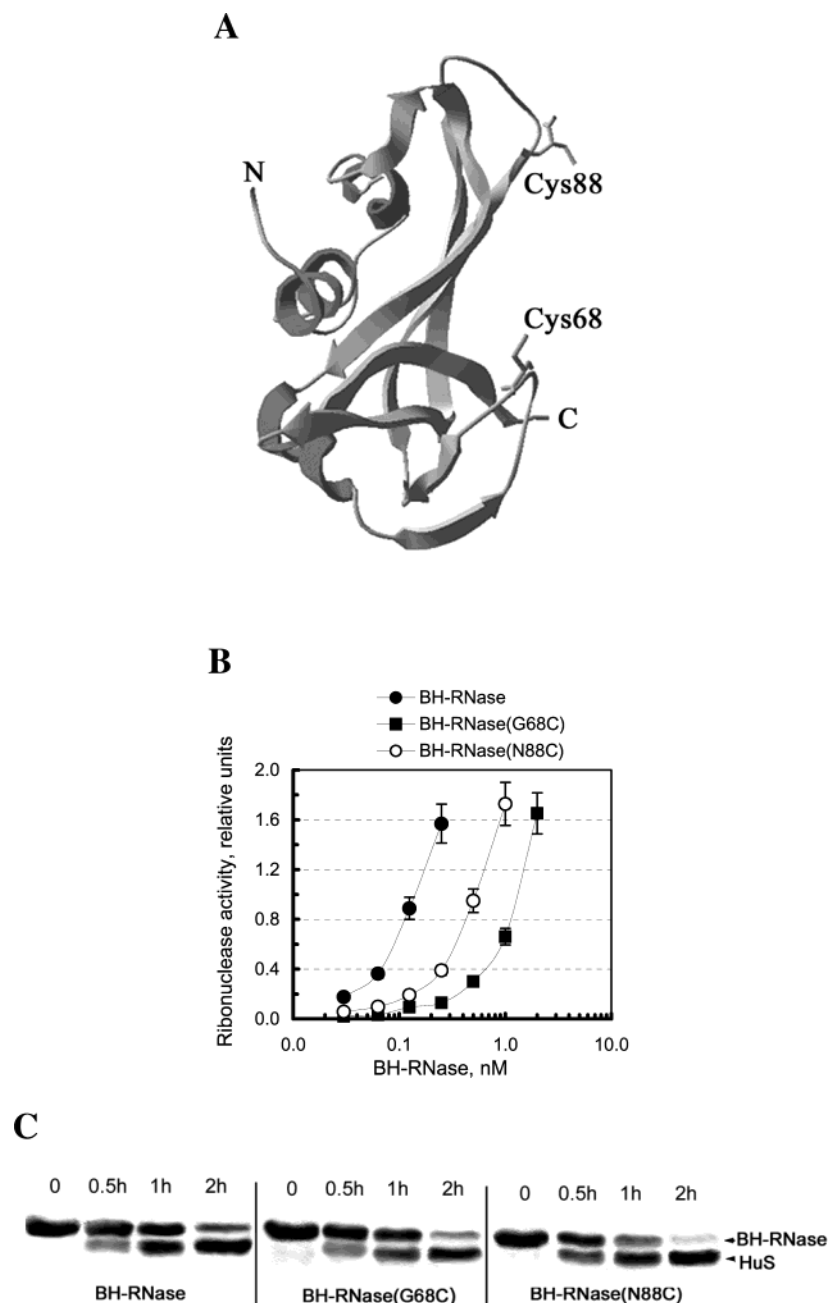 A
N
Cys88
Cys68
C
B
BH-RNase
BH-RNase(G68C)
BH-RNase(N88C)
Ribonuclease activity, relative units
2.0
1.6
1.2
0.8
0.4
0.0
0.0 0.1 1.0 10.0
BH-RNase, nM
C
0 0.5h 1h 2h 0 0.5h 1h 2h 0 0.5h 1h 2h
BH-RNase
HuS
BH-RNase BH-RNase(G68C) BH-RNase(N88C)